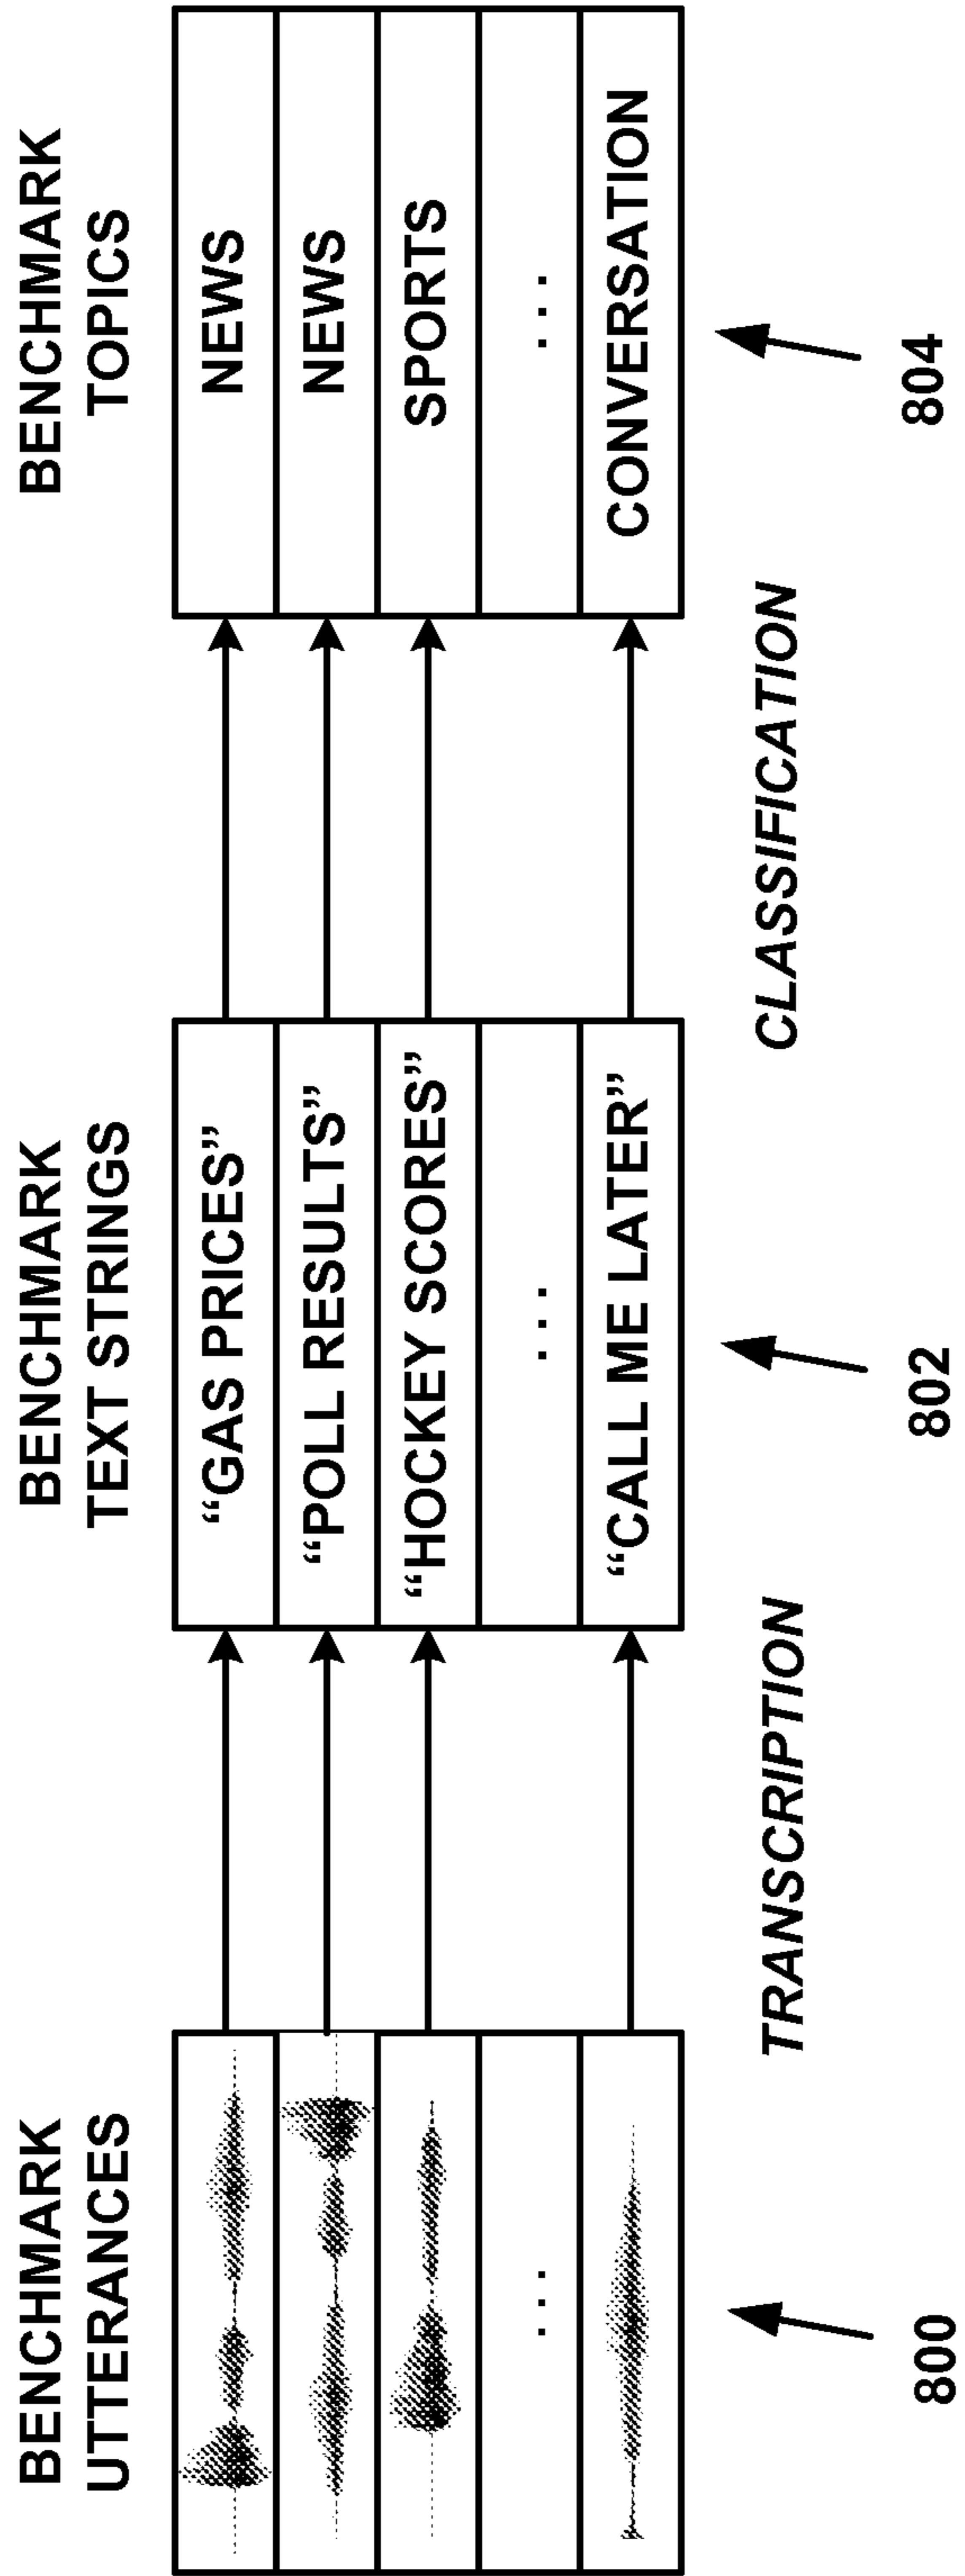 BENCHMARK
UTTERANCES
BENCHMARK
TEXT STRINGS
BENCHMARK
TOPICS
“GAS PRICES”
NEWS
“POLL RESULTS”
NEWS
“HOCKEY SCORES”
SPORTS
...
...
...
“CALL ME LATER”
CONVERSATION
TRANSCRIPTION
CLASSIFICATION
800
802
804